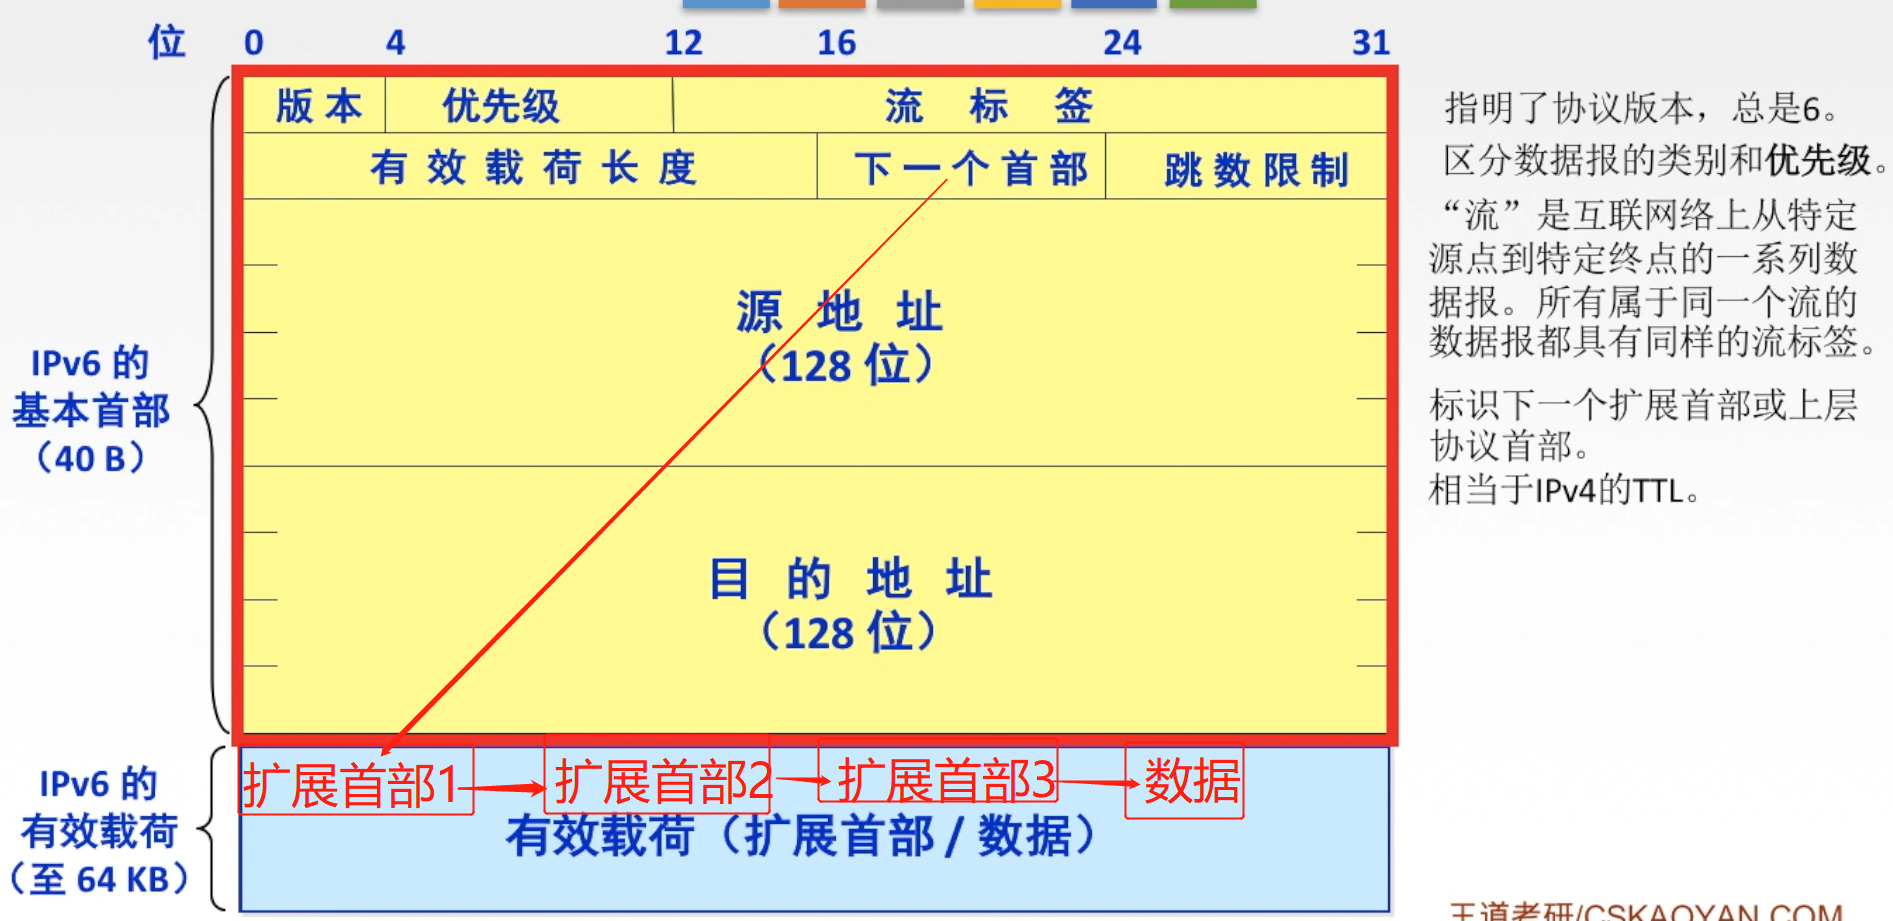 位 0 4 12 16 24 31
版本 优先级 流标签
有效载荷长度 下一个首部 跳数限制
源地址
（128 位）
目的地址
（128 位）
IPv6 的
基本首部
（40 B）
扩展首部1 扩展首部2 扩展首部3 数据
有效载荷（扩展首部 / 数据）
IPv6 的
有效载荷
（至 64 KB）
指明了协议版本，总是6。
区分数据报的类别和优先级。
“流”是互联网络上从特定
源点到特定终点的一系列数
据报。所有属于同一个流的
数据报都具有同样的流标签。
标识下一个扩展首部或上层
协议首部。
相当于IPv4的TTL。
王道考研/CSKAOYAN.COM